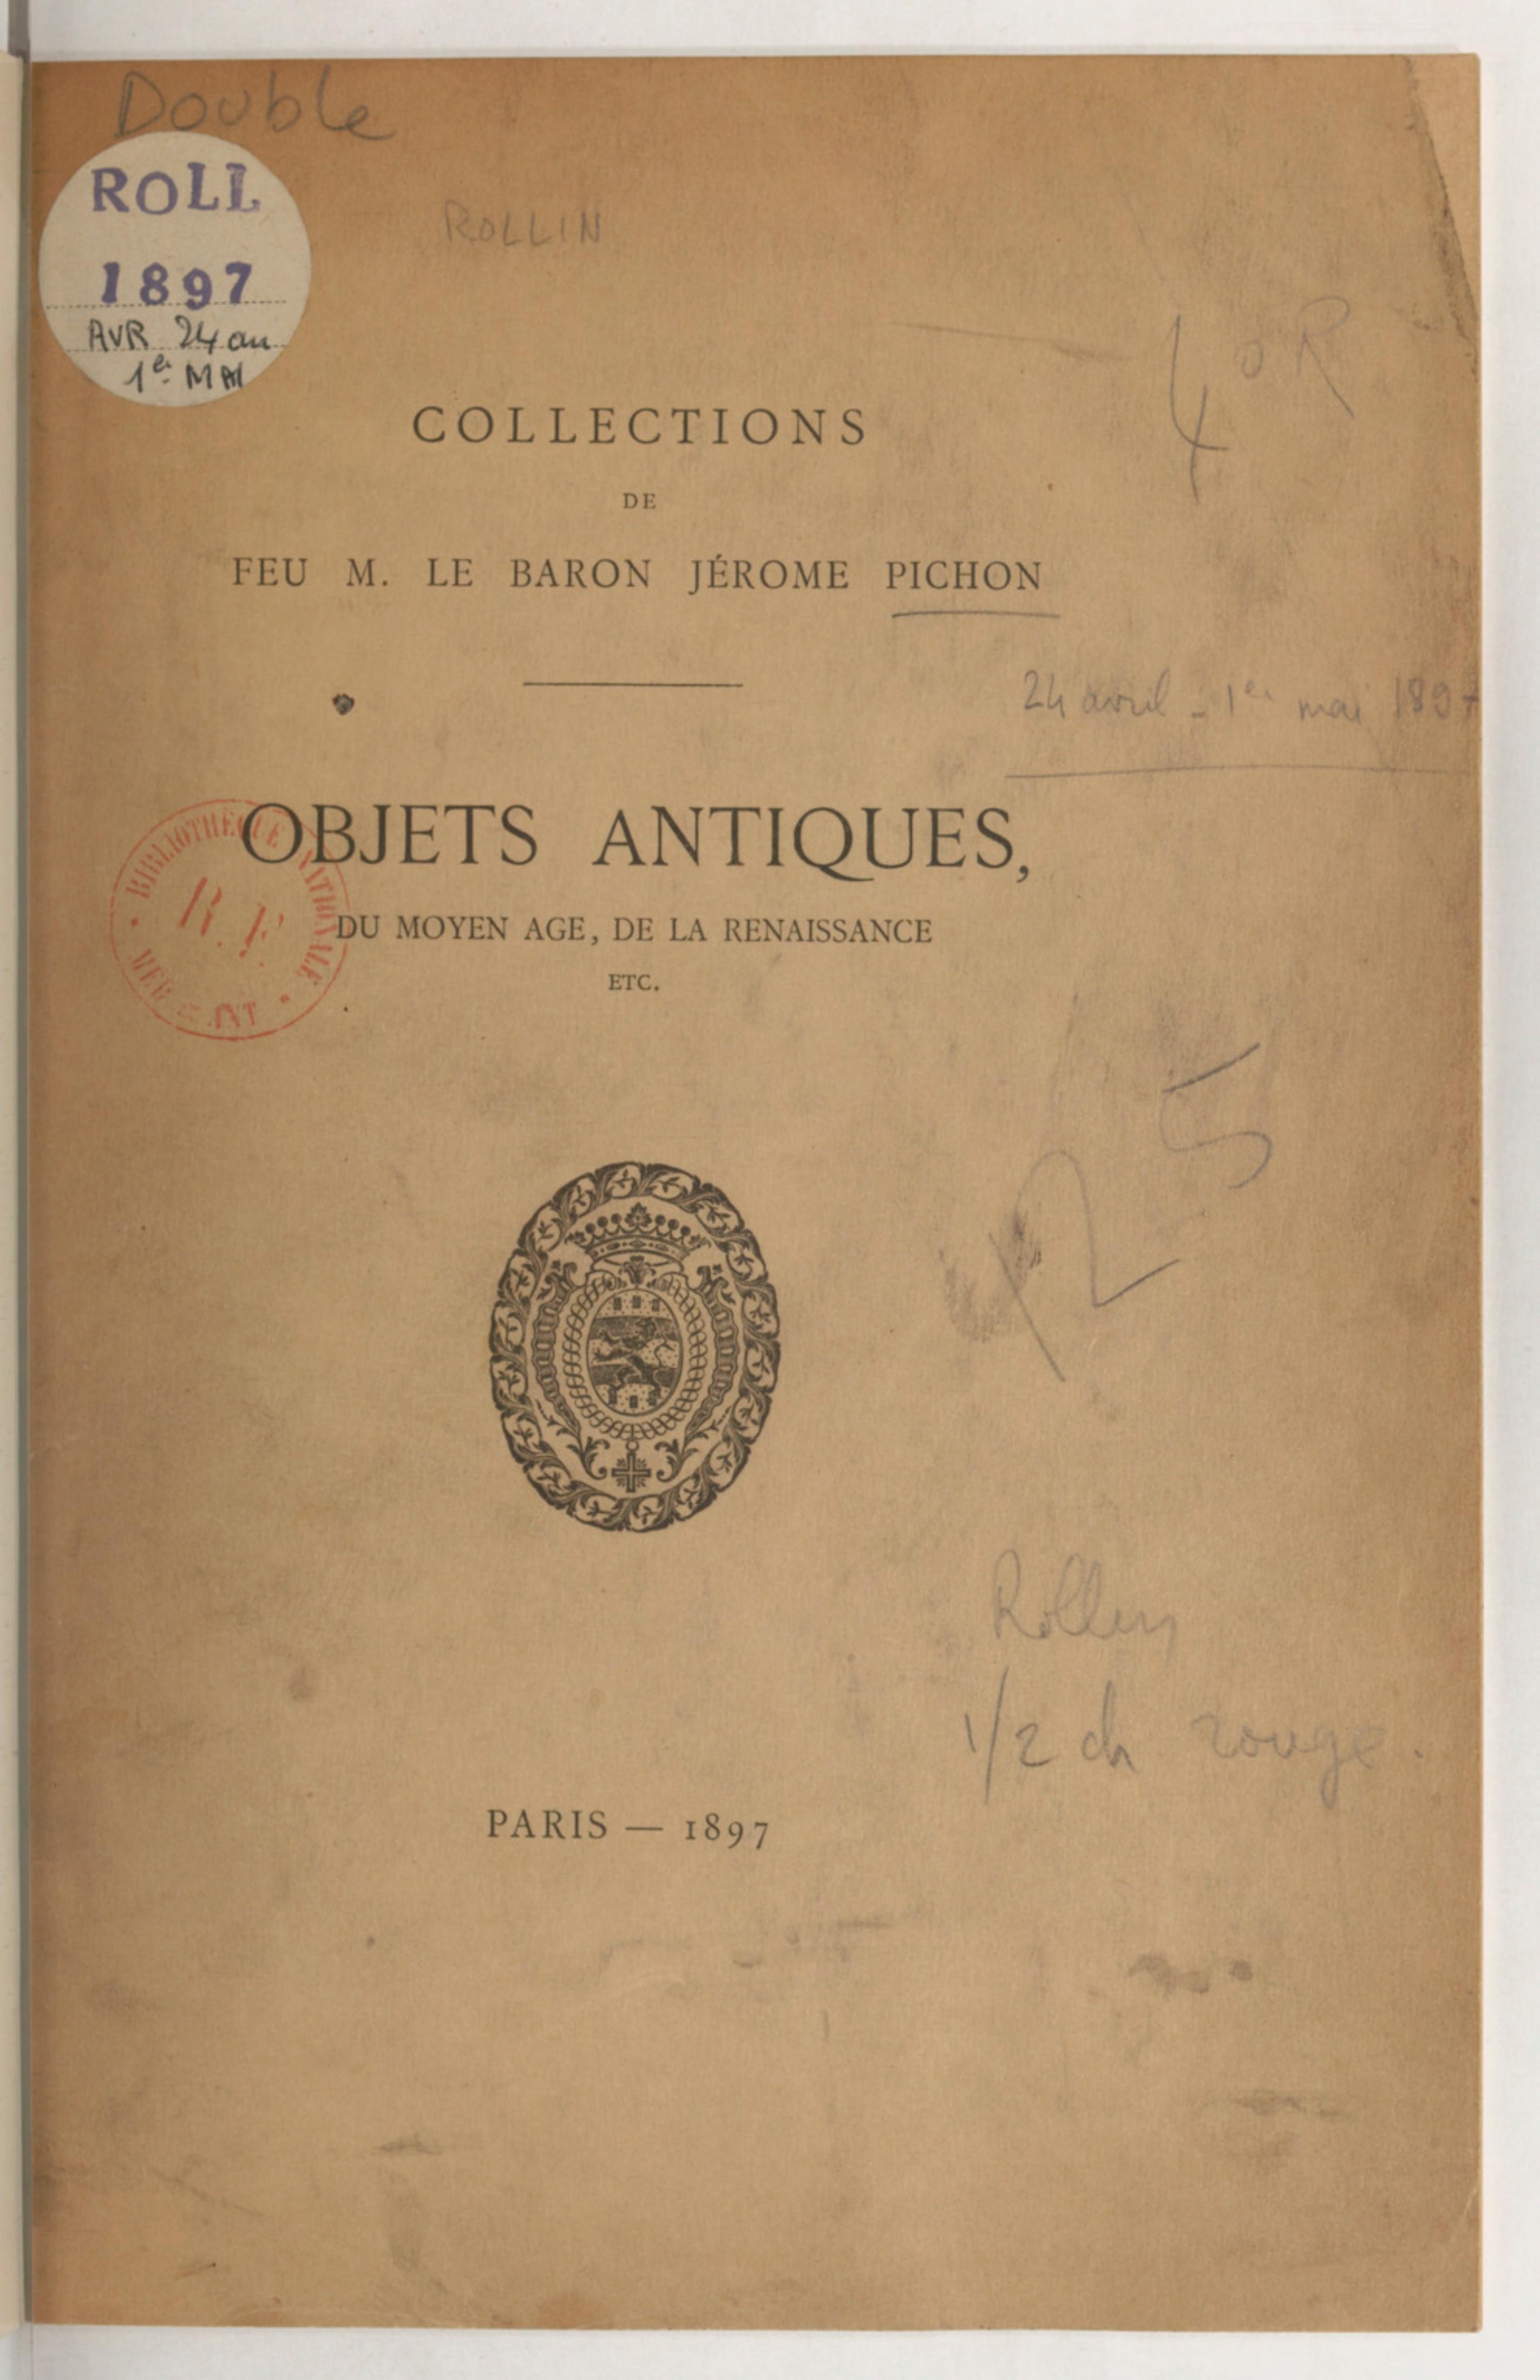 Double
ROLL
1897
AVR 24 au
1er MAI
ROLLIN
4° R
COLLECTIONS
DE
FEU M. LE BARON JÉROME PICHON
24 avril - 1er mai 1897
OBJETS ANTIQUES,
DU MOYEN AGE, DE LA RENAISSANCE
ETC.
BIBLIOTHEQUE NATIONALE
R.F.
25
Rollin
1/2 ch rouge.
PARIS — 1897